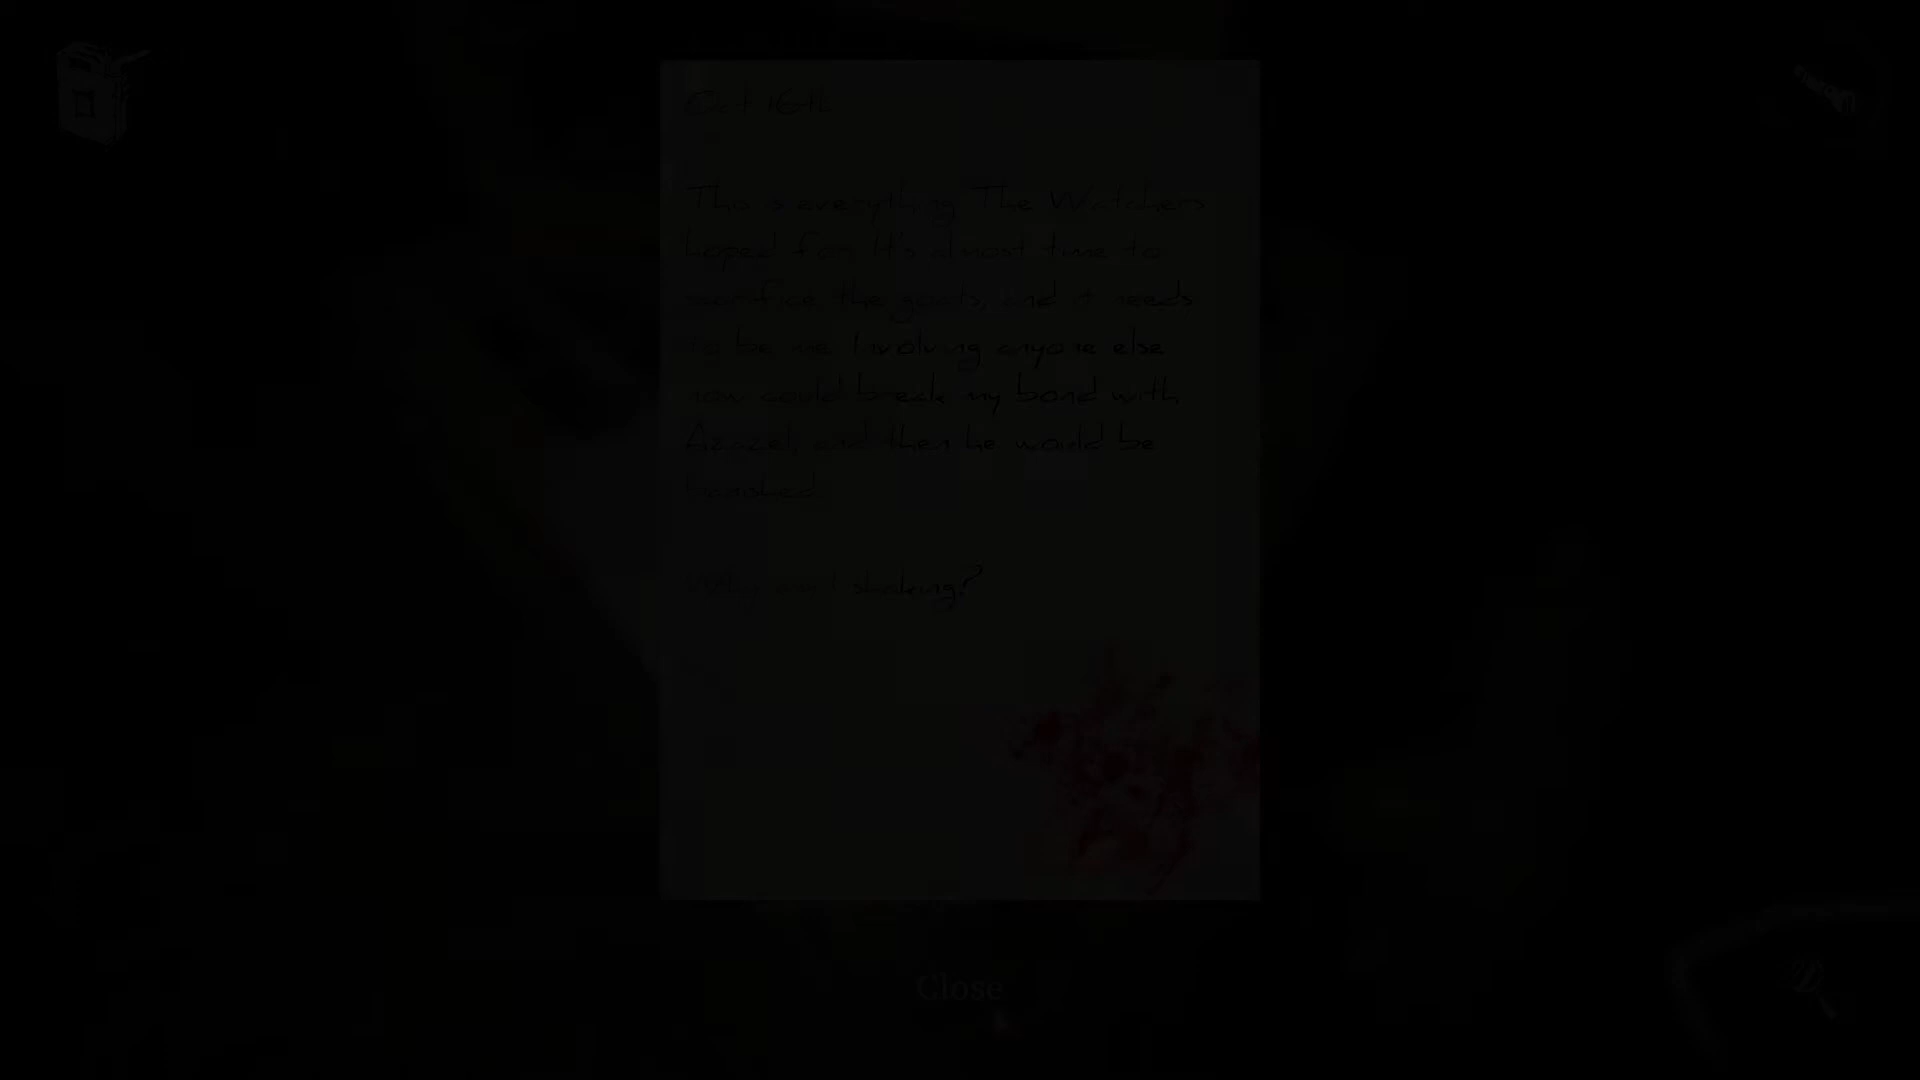 Oct 16th
This is everything The Watchers
hoped for. It's almost time to
sacrifice the goats, and it needs
to be me. Involving anyone else
now could break my bond with
Azazel, and then he would be
banished.
Why am I shaking?
Close